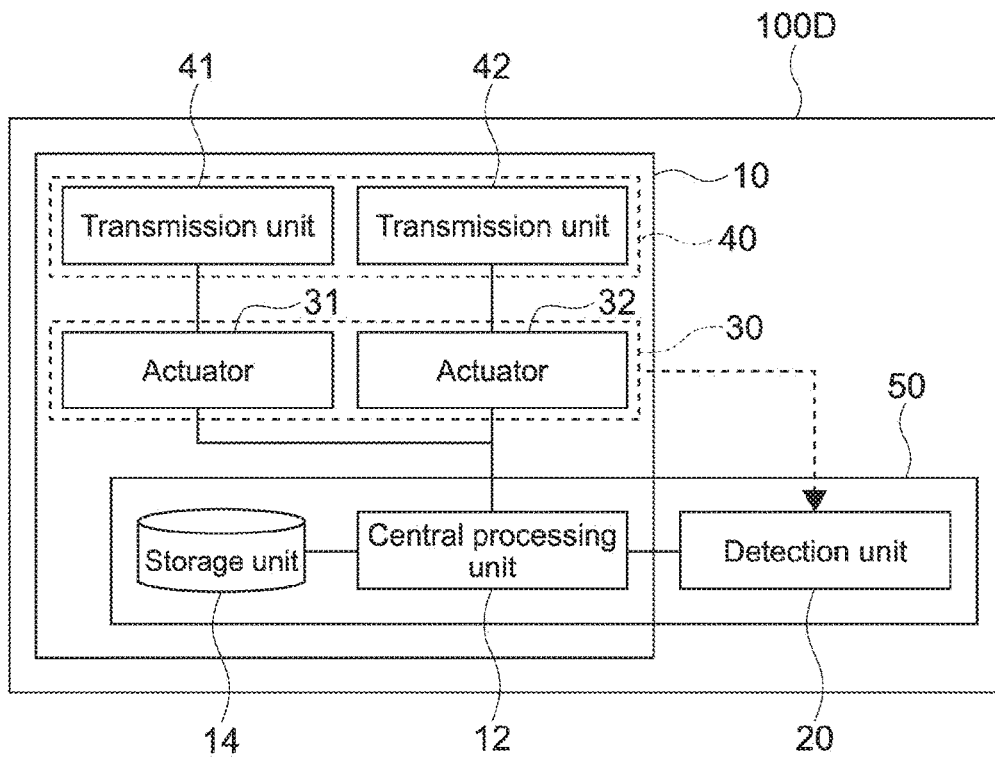 100D
41
42
10
Transmission unit
Transmission unit
40
31
32
30
Actuator
Actuator
50
Storage unit
Central processing
unit
Detection unit
14
12
20